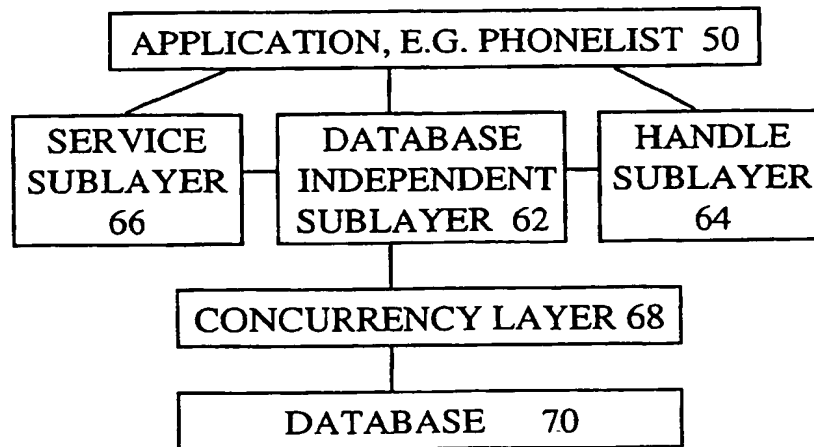 APPLICATION, E.G. PHONELIST 50
SERVICE
SUBLAYER
66
DATABASE
INDEPENDENT
SUBLAYER 62
HANDLE
SUBLAYER
64
CONCURRENCY LAYER 68
DATABASE 70